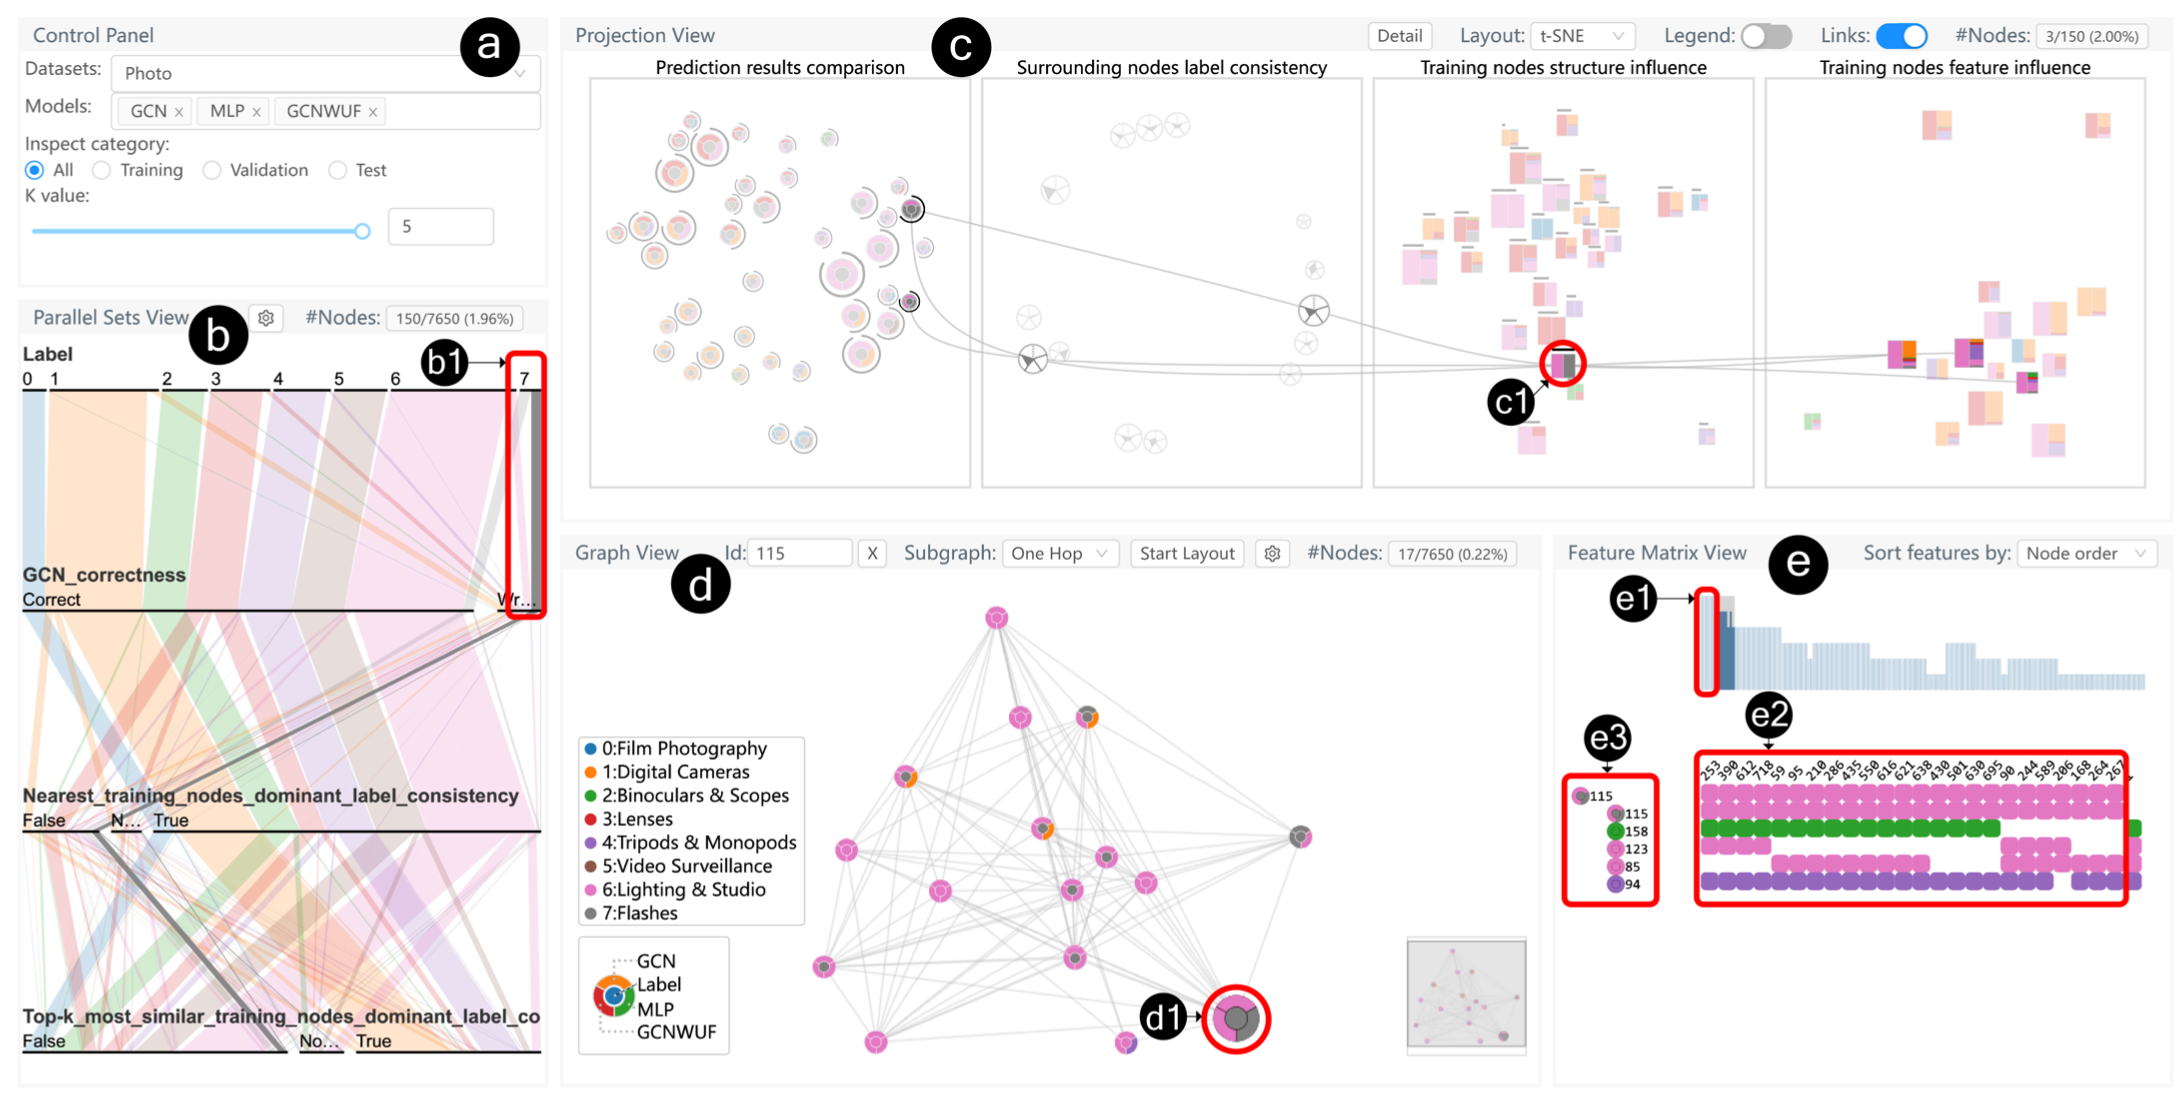 Control Panel
a
Datasets: Photo
Models: GCN x MLP x GCNWUF x
Inspect category:
All Training Validation Test
K value:
5
Parallel Sets View
b
#Nodes: 150/7650 (1.96%)
Label
b1
0 1 2 3 4 5 6 7
GCN_correctness
Correct Wr...
Nearest_training_nodes_dominant_label_consistency
False N... True
Top-k_most_similar_training_nodes_dominant_label_co
False No... True
Projection View
c
Detail Layout: t-SNE Legend: Links: #Nodes: 3/150 (2.00%)
Prediction results comparison
Surrounding nodes label consistency
Training nodes structure influence
Training nodes feature influence
c1
Graph View
d
Id: 115 X Subgraph: One Hop Start Layout #Nodes: 17/7650 (0.22%)
0:Film Photography
1:Digital Cameras
2:Binoculars & Scopes
3:Lenses
4:Tripods & Monopods
5:Video Surveillance
6:Lighting & Studio
7:Flashes
GCN
Label
MLP
GCNWUF
d1
Feature Matrix View
e
Sort features by: Node order
e1
e2
e3
253 390 612 718 59 95 210 286 435 550 616 621 638 430 501 630 695 90 244 509 206 168 264 267
115
115
158
123
85
94